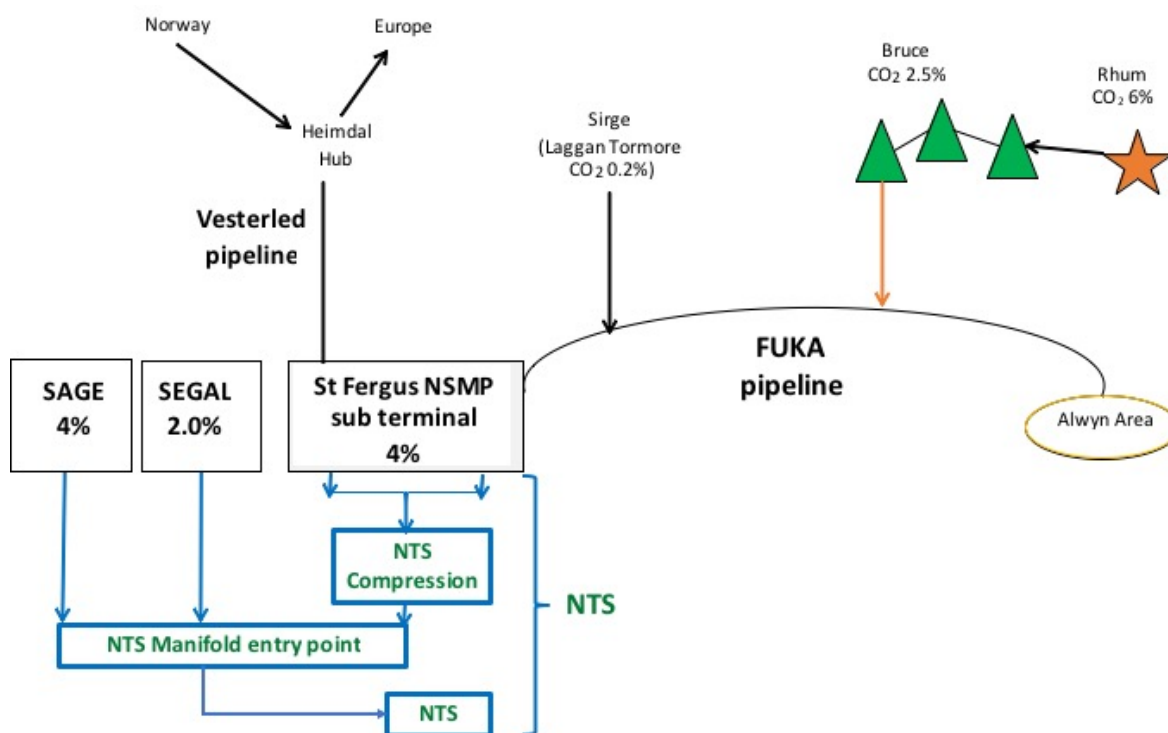 Norway
Europe
Heimdal
Hub
Vesterled
pipeline
Sirge
(Laggan Tormore
CO2 0.2%)
Bruce
CO2 2.5%
Rhum
CO2 6%
FUKA
pipeline
Alwyn Area
SAGE
4%
SEGAL
2.0%
St Fergus NSMP
sub terminal
4%
NTS
Compression
NTS Manifold entry point
NTS
NTS